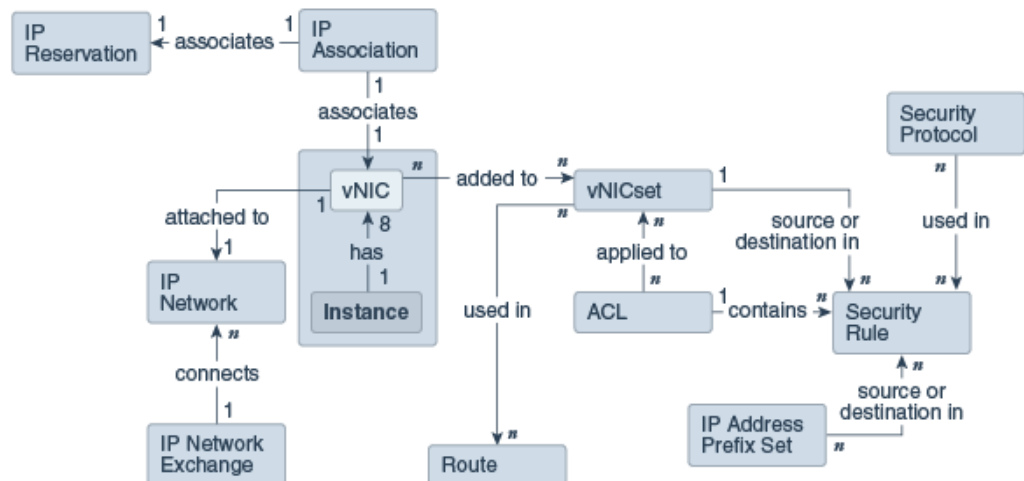 IP
Reservation
1
associates
1
IP
Association
1
associates
1
Security
Protocol
n
used in
n
vNIC
n
added to
n
vNICset
1
source or
destination in
n
1
attached to
1
8
has
1
Instance
IP
Network
n
connects
1
IP Network
Exchange
n
used in
n
Route
n
applied to
n
ACL
1
contains
n
Security
Rule
n
source or
destination in
n
IP Address
Prefix Set